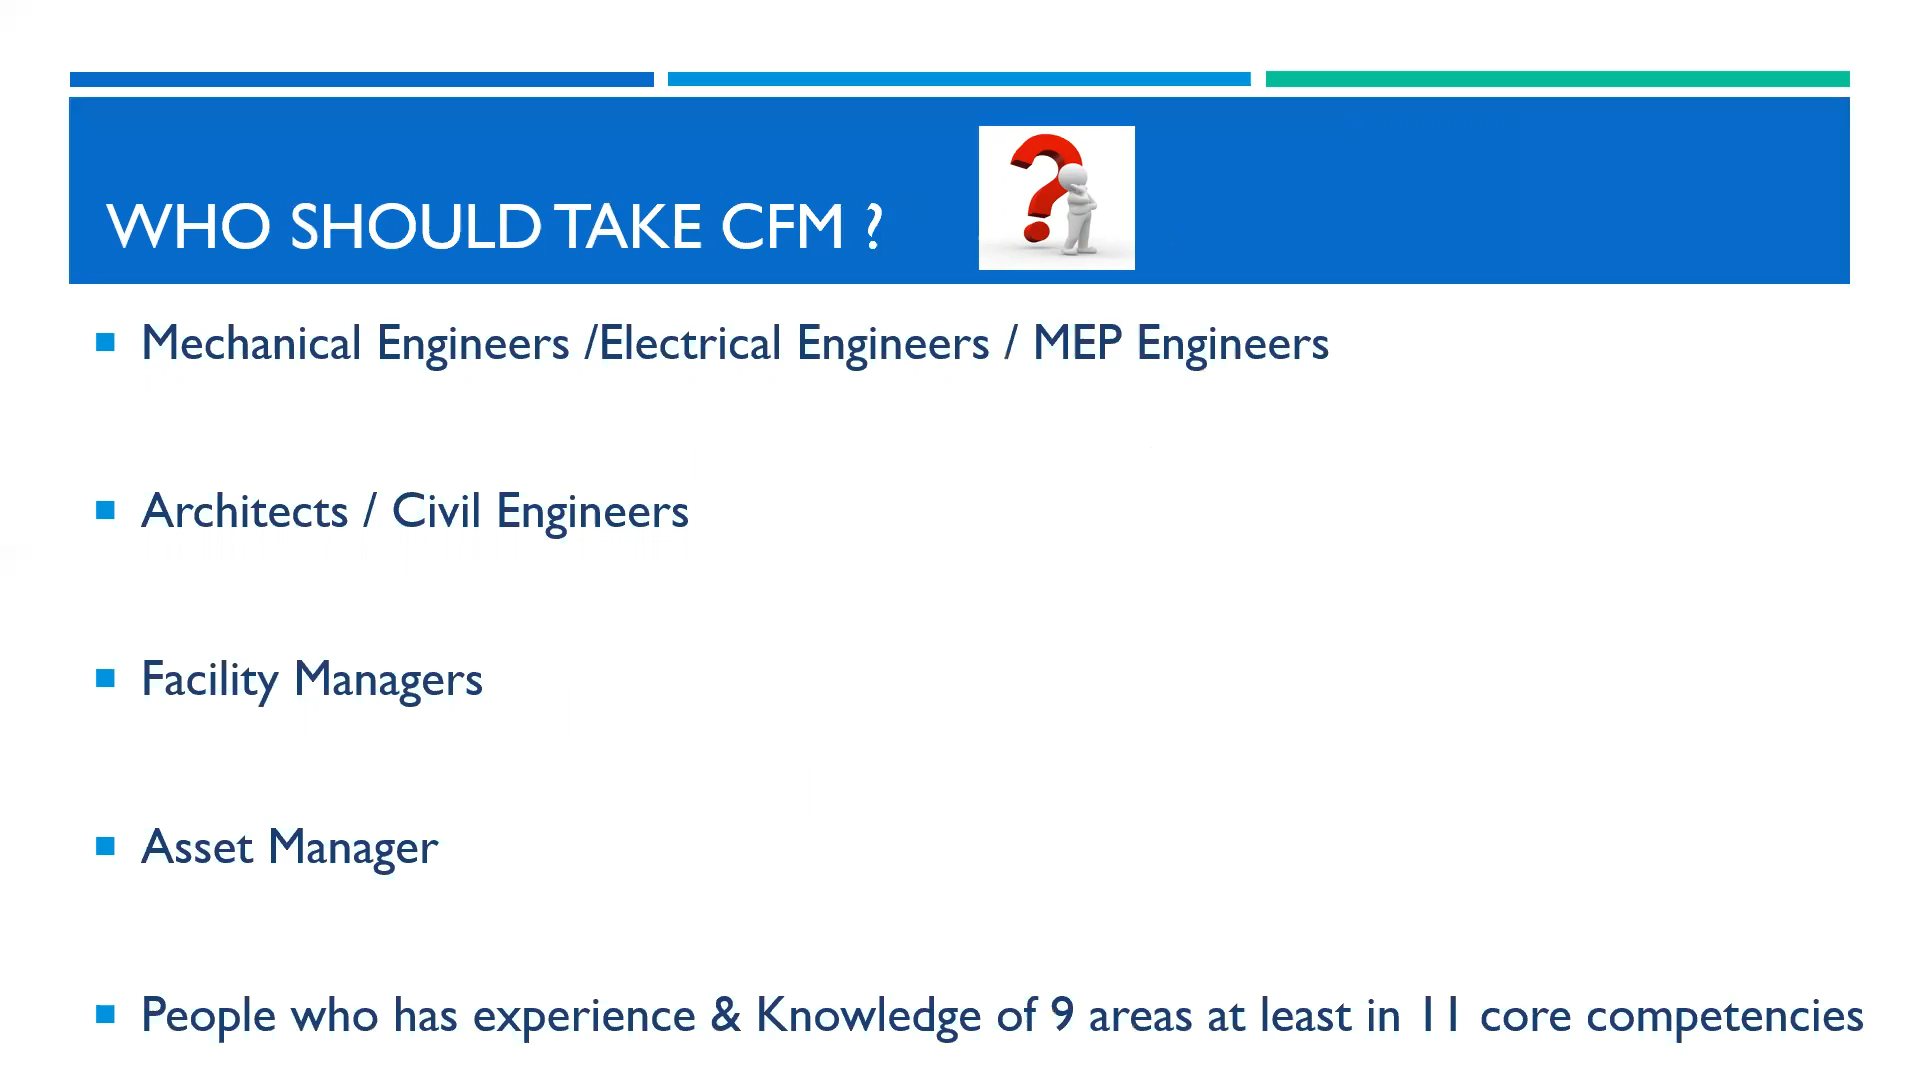 WHO SHOULD TAKE CFM ?
Mechanical Engineers /Electrical Engineers / MEP Engineers
Architects / Civil Engineers
Facility Managers
Asset Manager
People who has experience & Knowledge of 9 areas at least in 11 core competencies